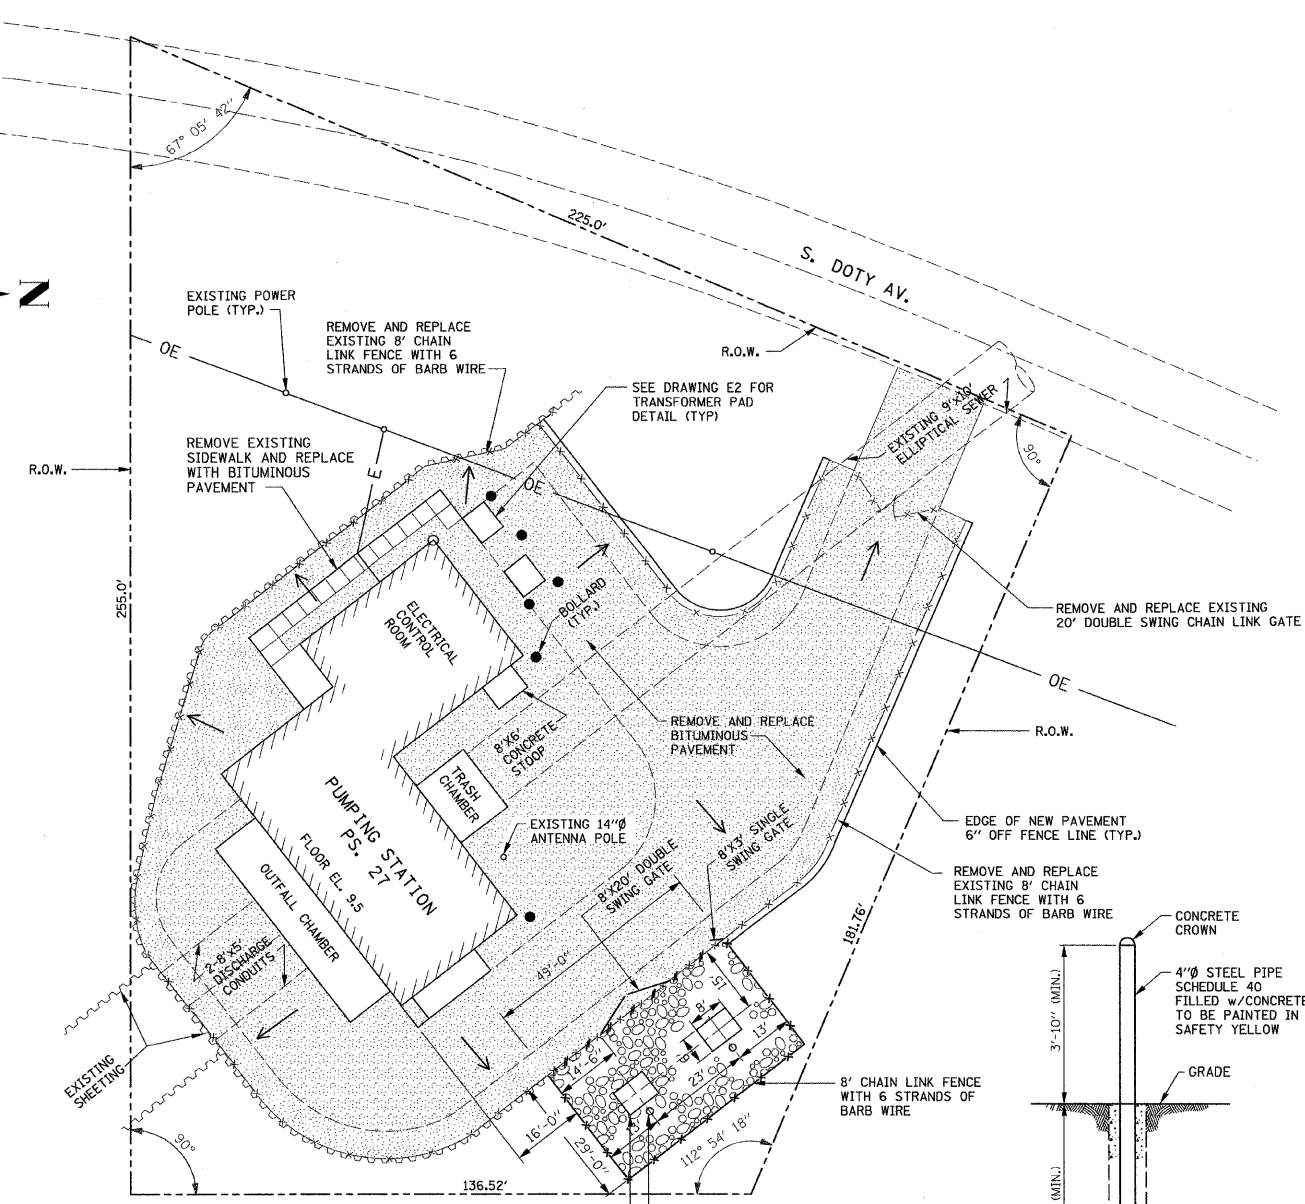 67° 05' 42"
225.0'
S. DOTY AV.
N
EXISTING POWER
POLE (TYP.)
OE
REMOVE AND REPLACE
EXISTING 8' CHAIN
LINK FENCE WITH 6
STRANDS OF BARB WIRE
R.O.W.
SEE DRAWING E2 FOR
TRANSFORMER PAD
DETAIL (TYP)
EXISTING 9'X10'
ELLIPTICAL SEWER
90°
REMOVE EXISTING
SIDEWALK AND REPLACE
WITH BITUMINOUS
PAVEMENT
R.O.W.
E
OE
255.0'
ELECTRICAL
CONTROL
ROOM
BOLLARD
(TYP.)
REMOVE AND REPLACE EXISTING
20' DOUBLE SWING CHAIN LINK GATE
OE
R.O.W.
REMOVE AND REPLACE
BITUMINOUS
PAVEMENT
8'X6'
CONCRETE
STOOP
TRASH
CHAMBER
PUMPING STATION
PS. 27
FLOOR EL. 9.5
OUTFALL CHAMBER
EXISTING 14"Ø
ANTENNA POLE
8'X3' SINGLE
SWING GATE
8'X20' DOUBLE
SWING GATE
EDGE OF NEW PAVEMENT
6" OFF FENCE LINE (TYP.)
REMOVE AND REPLACE
EXISTING 8' CHAIN
LINK FENCE WITH 6
STRANDS OF BARB WIRE
181.76'
2-8'X5'
DISCHARGE
CONDUITS
49'-0"
15'
8'
6'
13'
23'
14'-6"
13'
16'-0"
29'-0"
EXISTING
SHEETING
8' CHAIN LINK FENCE
WITH 6 STRANDS OF
BARB WIRE
90°
112° 54' 18"
136.52'
CONCRETE
CROWN
4"Ø STEEL PIPE
SCHEDULE 40
FILLED w/CONCRETE
TO BE PAINTED IN
SAFETY YELLOW
3'-10" (MIN.)
GRADE
(MIN.)